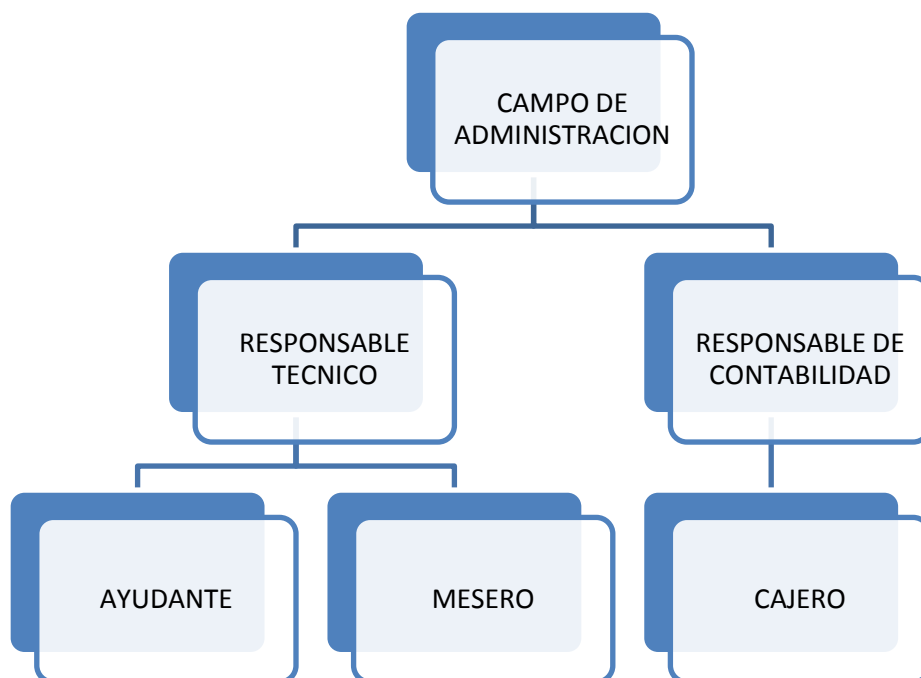 CAMPO DE
ADMINISTRACION
RESPONSABLE
TECNICO
RESPONSABLE DE
CONTABILIDAD
AYUDANTE
MESERO
CAJERO